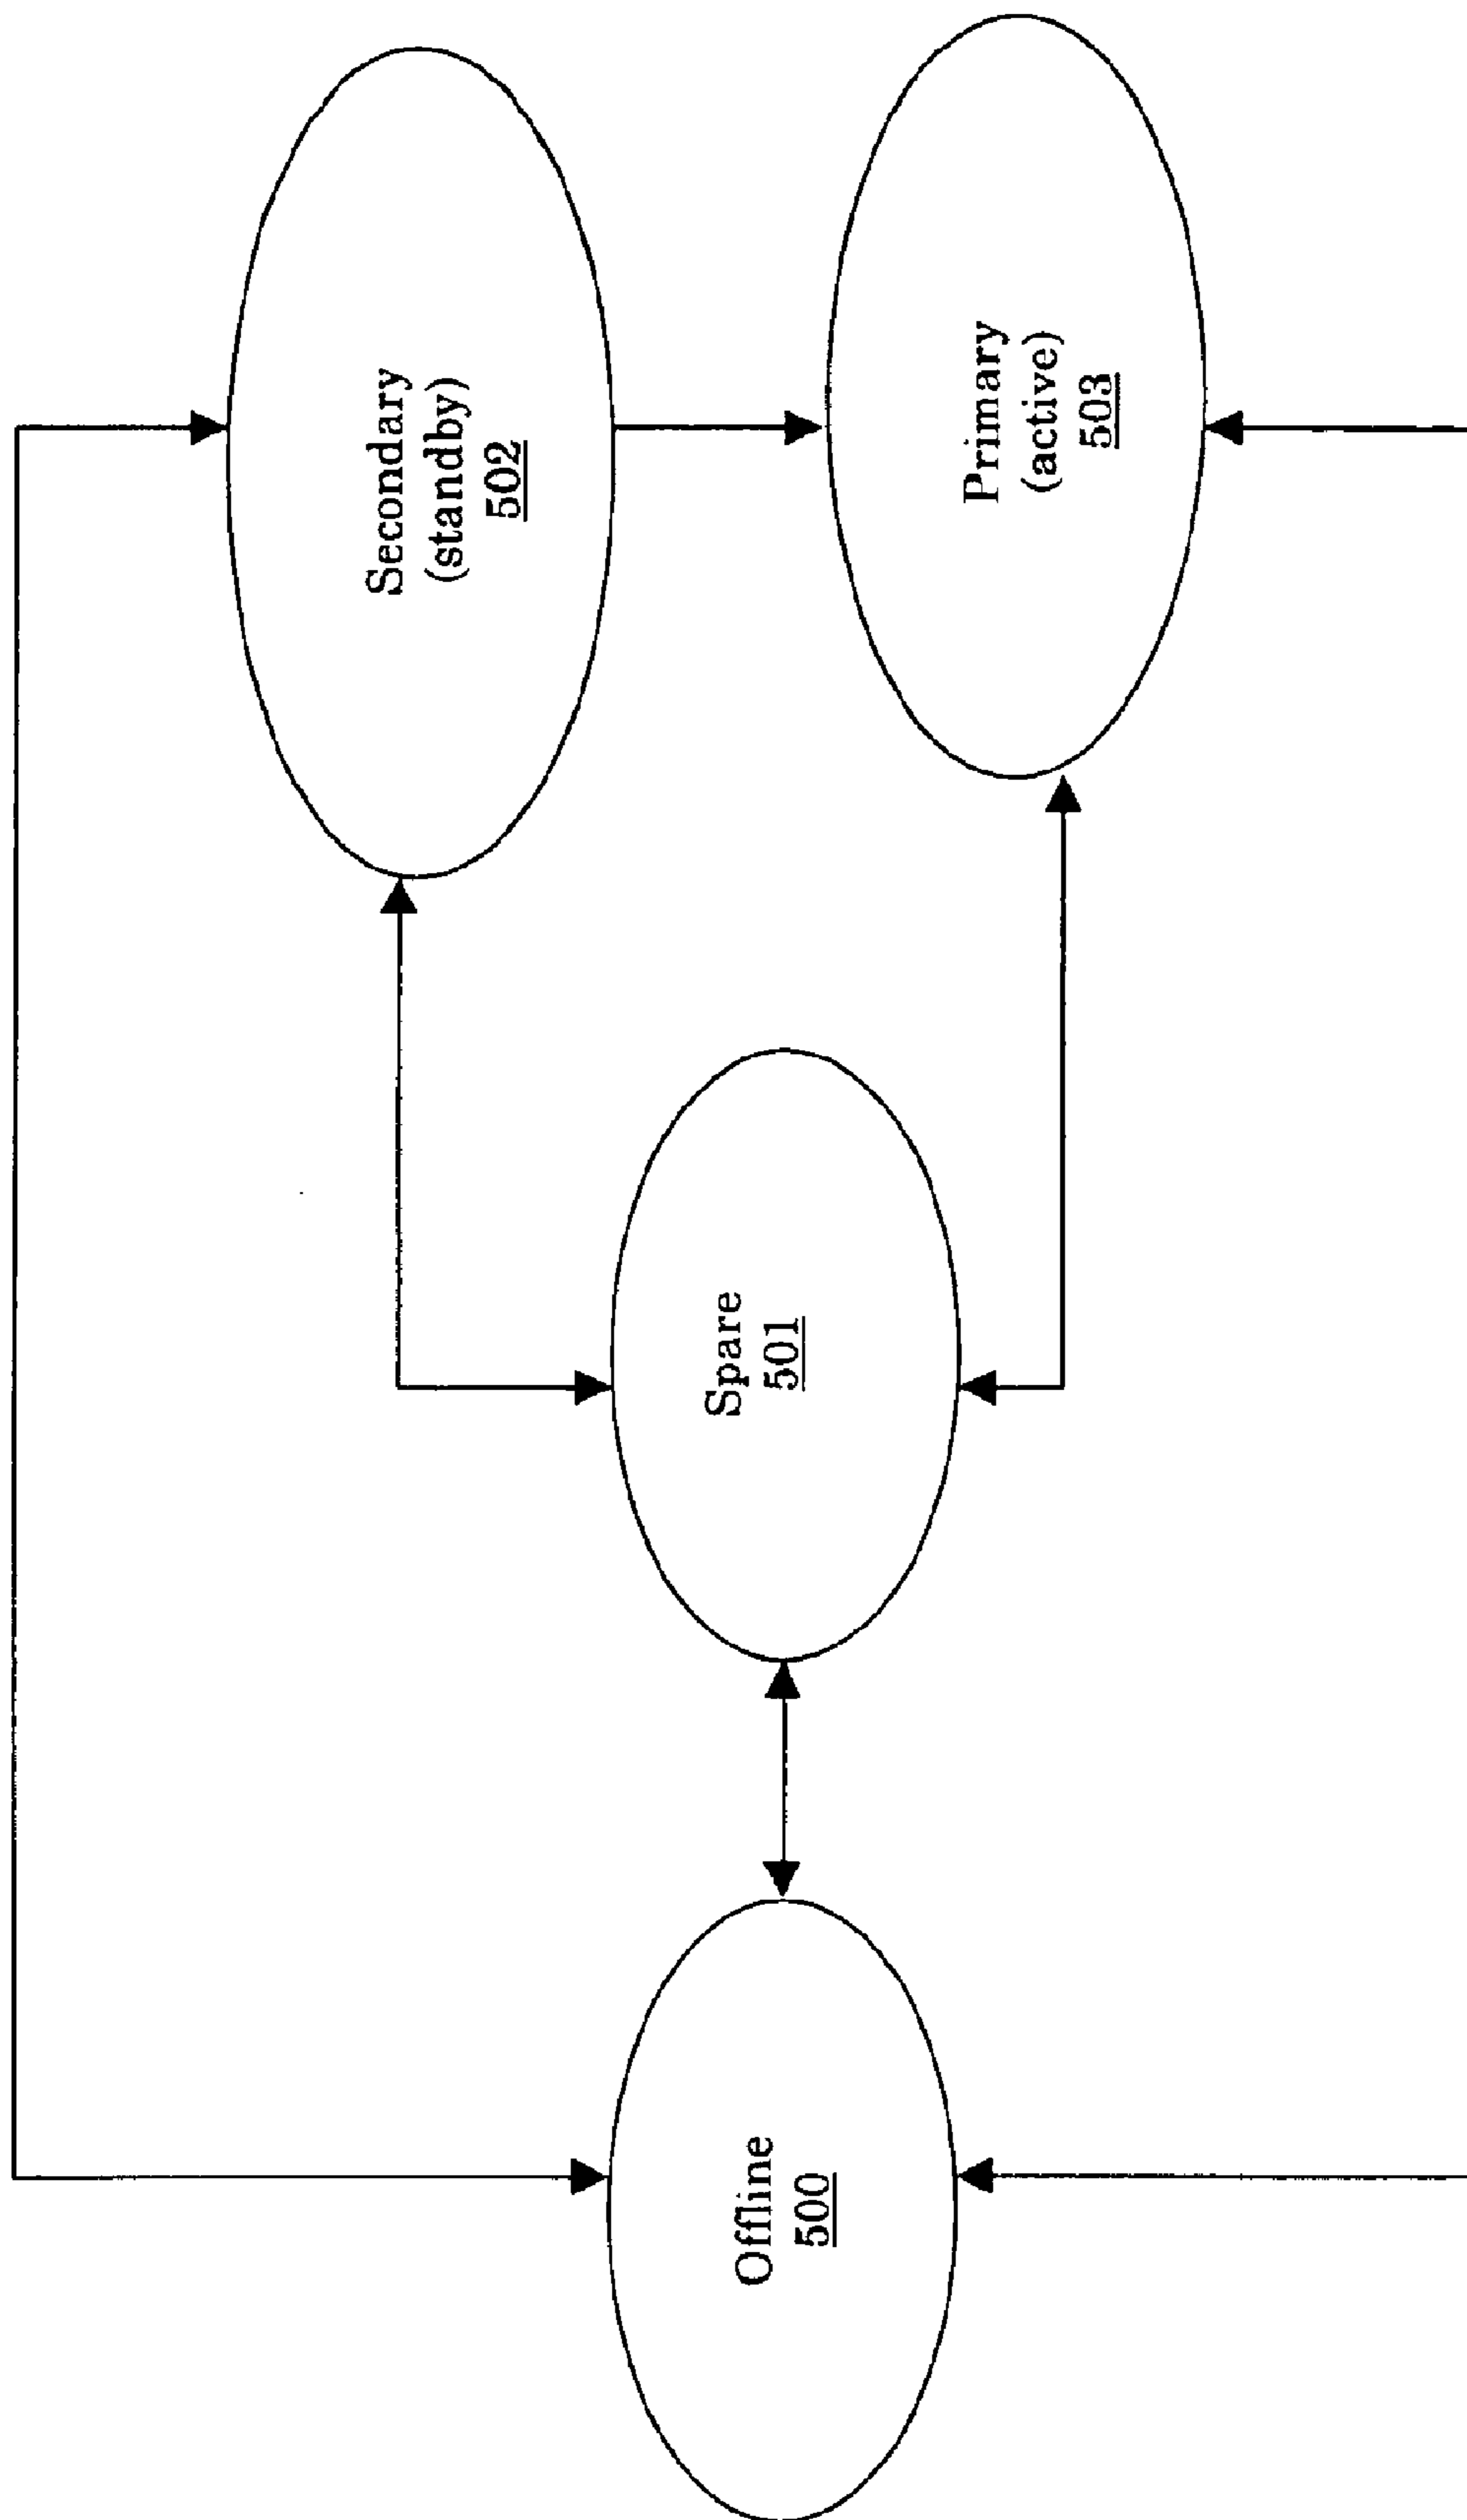 Offline
500
Spare
501
Secondary
(standby)
502
Primary
(active)
503